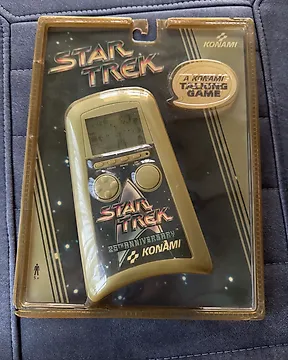 STAR
TREK
KONAMI
A KONAMI
TALKING
GAME
STAR
TREK
25TH ANNIVERSARY
KONAMI